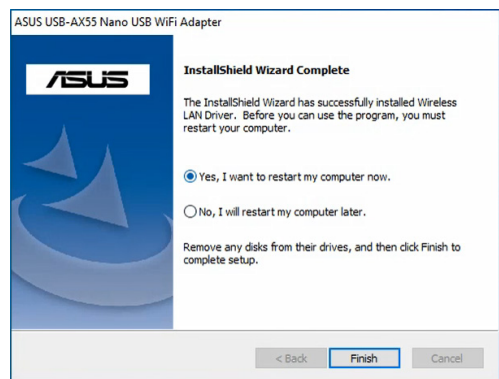 ASUS USB-AX55 Nano USB WiFi Adapter
ASUS
InstallShield Wizard Complete
The InstallShield Wizard has successfully installed Wireless
LAN Driver. Before you can use the program, you must
restart your computer.
Yes, I want to restart my computer now.
No, I will restart my computer later.
Remove any disks from their drives, and then click Finish to
complete setup.
< Back Finish Cancel